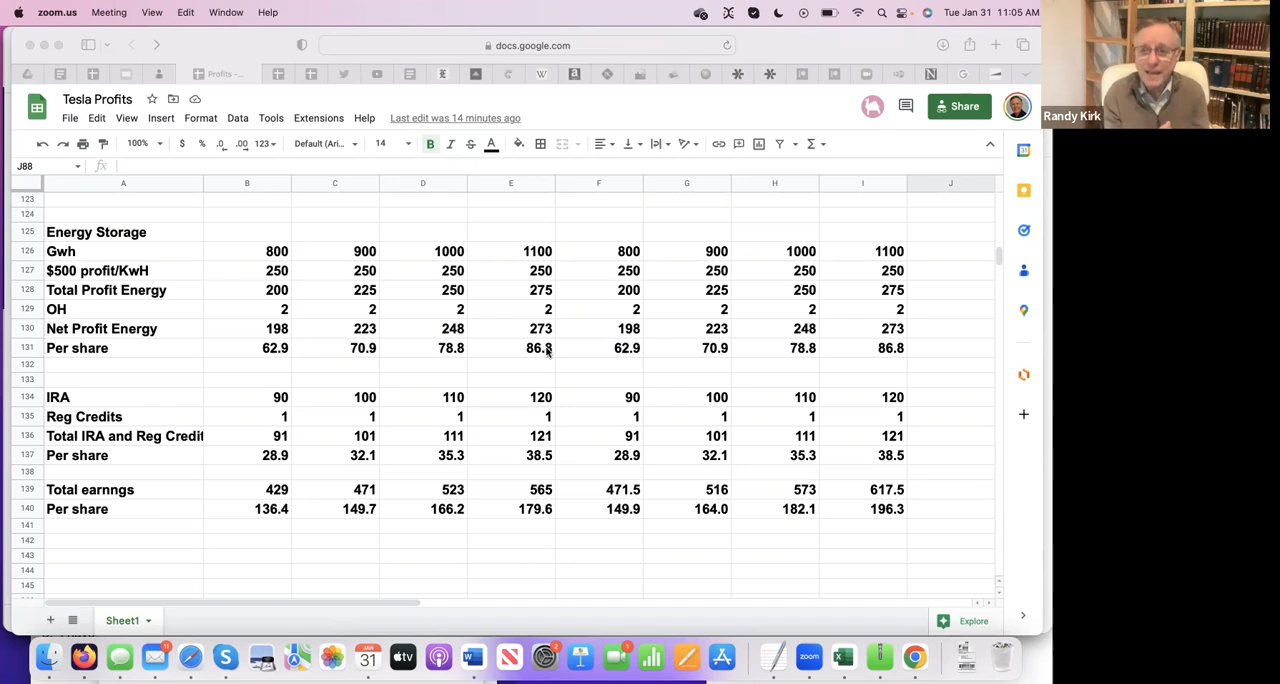 zoom.us Meeting View Edit Window Help Tue Jan 31 11:05 AM
docs.google.com
Profits -...
Tesla Profits
File Edit View Insert Format Data Tools Extensions Help Last edit was 14 minutes ago
Share
Randy Kirk
100% $ % .0 .00 123 Default (Ari... 14 B I S A
J88 fx
A B C D E F G H I J
123
124
125 Energy Storage
126 Gwh 800 900 1000 1100 800 900 1000 1100
127 $500 profit/KwH 250 250 250 250 250 250 250 250
128 Total Profit Energy 200 225 250 275 200 225 250 275
129 OH 2 2 2 2 2 2 2 2
130 Net Profit Energy 198 223 248 273 198 223 248 273
131 Per share 62.9 70.9 78.8 86.8 62.9 70.9 78.8 86.8
132
133
134 IRA 90 100 110 120 90 100 110 120
135 Reg Credits 1 1 1 1 1 1 1 1
136 Total IRA and Reg Credit 91 101 111 121 91 101 111 121
137 Per share 28.9 32.1 35.3 38.5 28.9 32.1 35.3 38.5
138
139 Total earnngs 429 471 523 565 471.5 516 573 617.5
140 Per share 136.4 149.7 166.2 179.6 149.9 164.0 182.1 196.3
141
142
143
144
145
Sheet1 Explore
JAN
31
tv
zoom